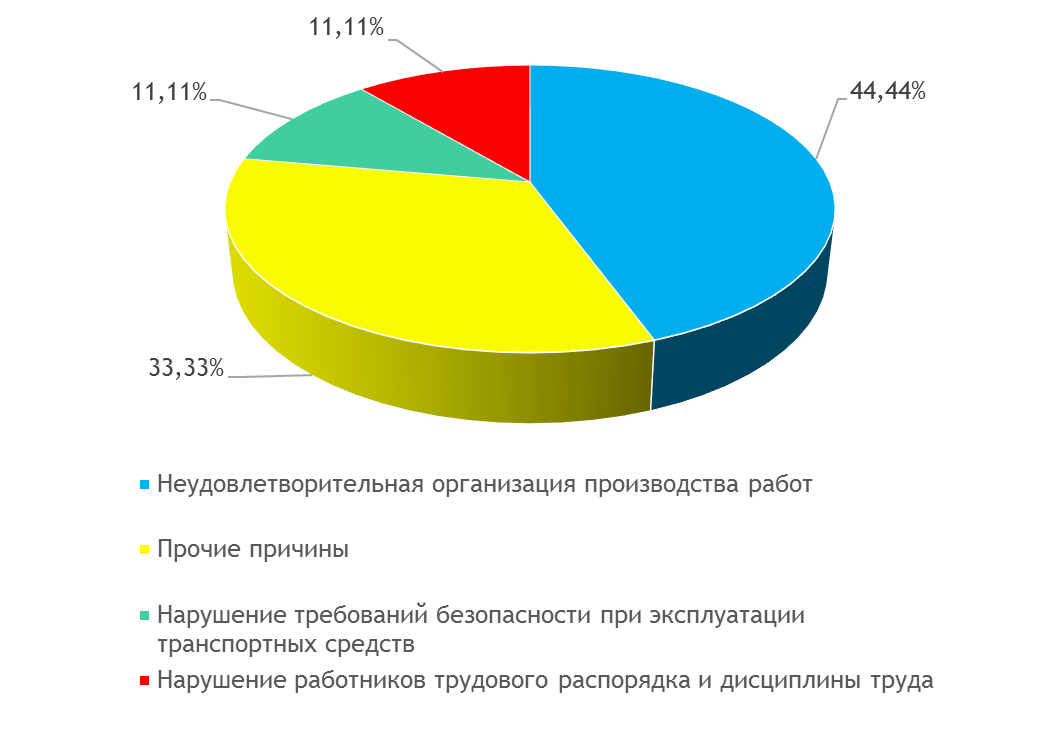 11,11%
11,11%
44,44%
33,33%
Неудовлетворительная организация производства работ
Прочие причины
Нарушение требований безопасности при эксплуатации
транспортных средств
Нарушение работников трудового распорядка и дисциплины труда